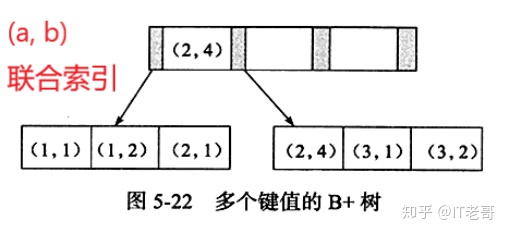 (a, b)
联合索引
(2,4)
(1,1) (1,2) (2,1) (2,4) (3,1) (3,2)
图 5-22 多个键值的 B+ 树
知乎 @IT老哥